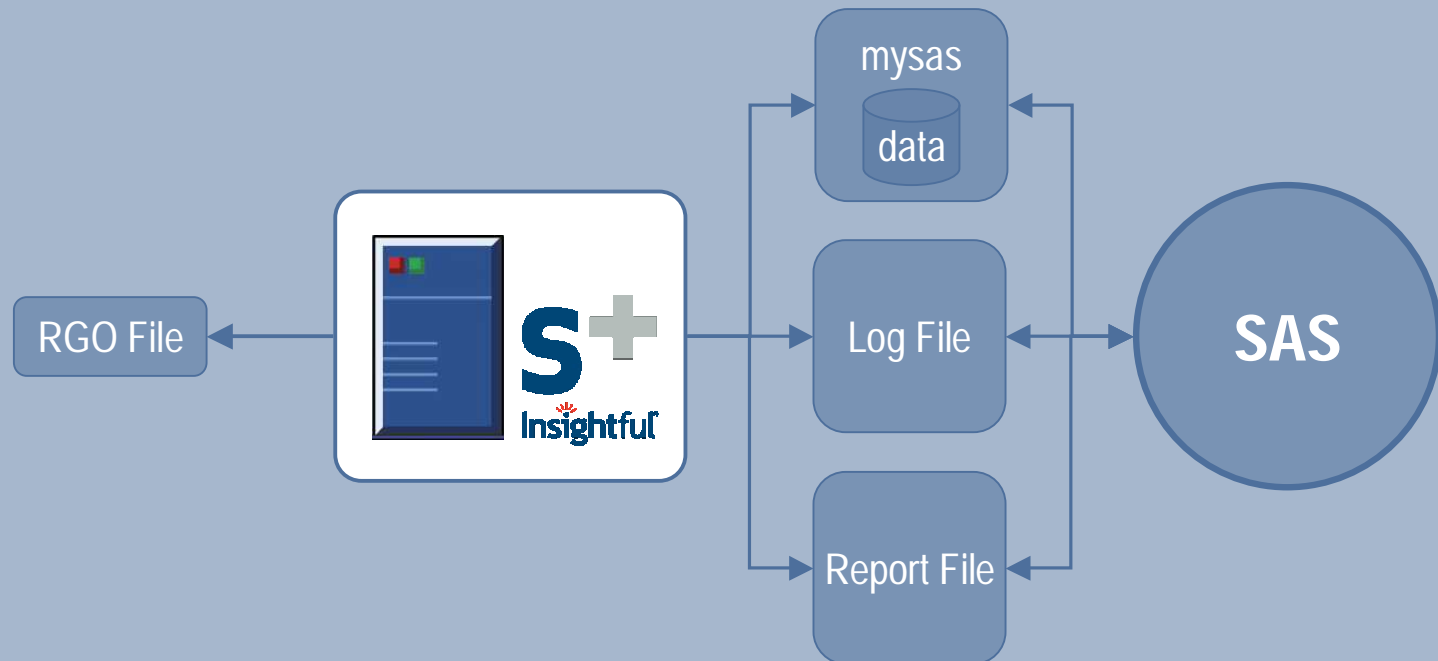 mysas
data
RGO File
S+
Insightful
Log File
SAS
Report File